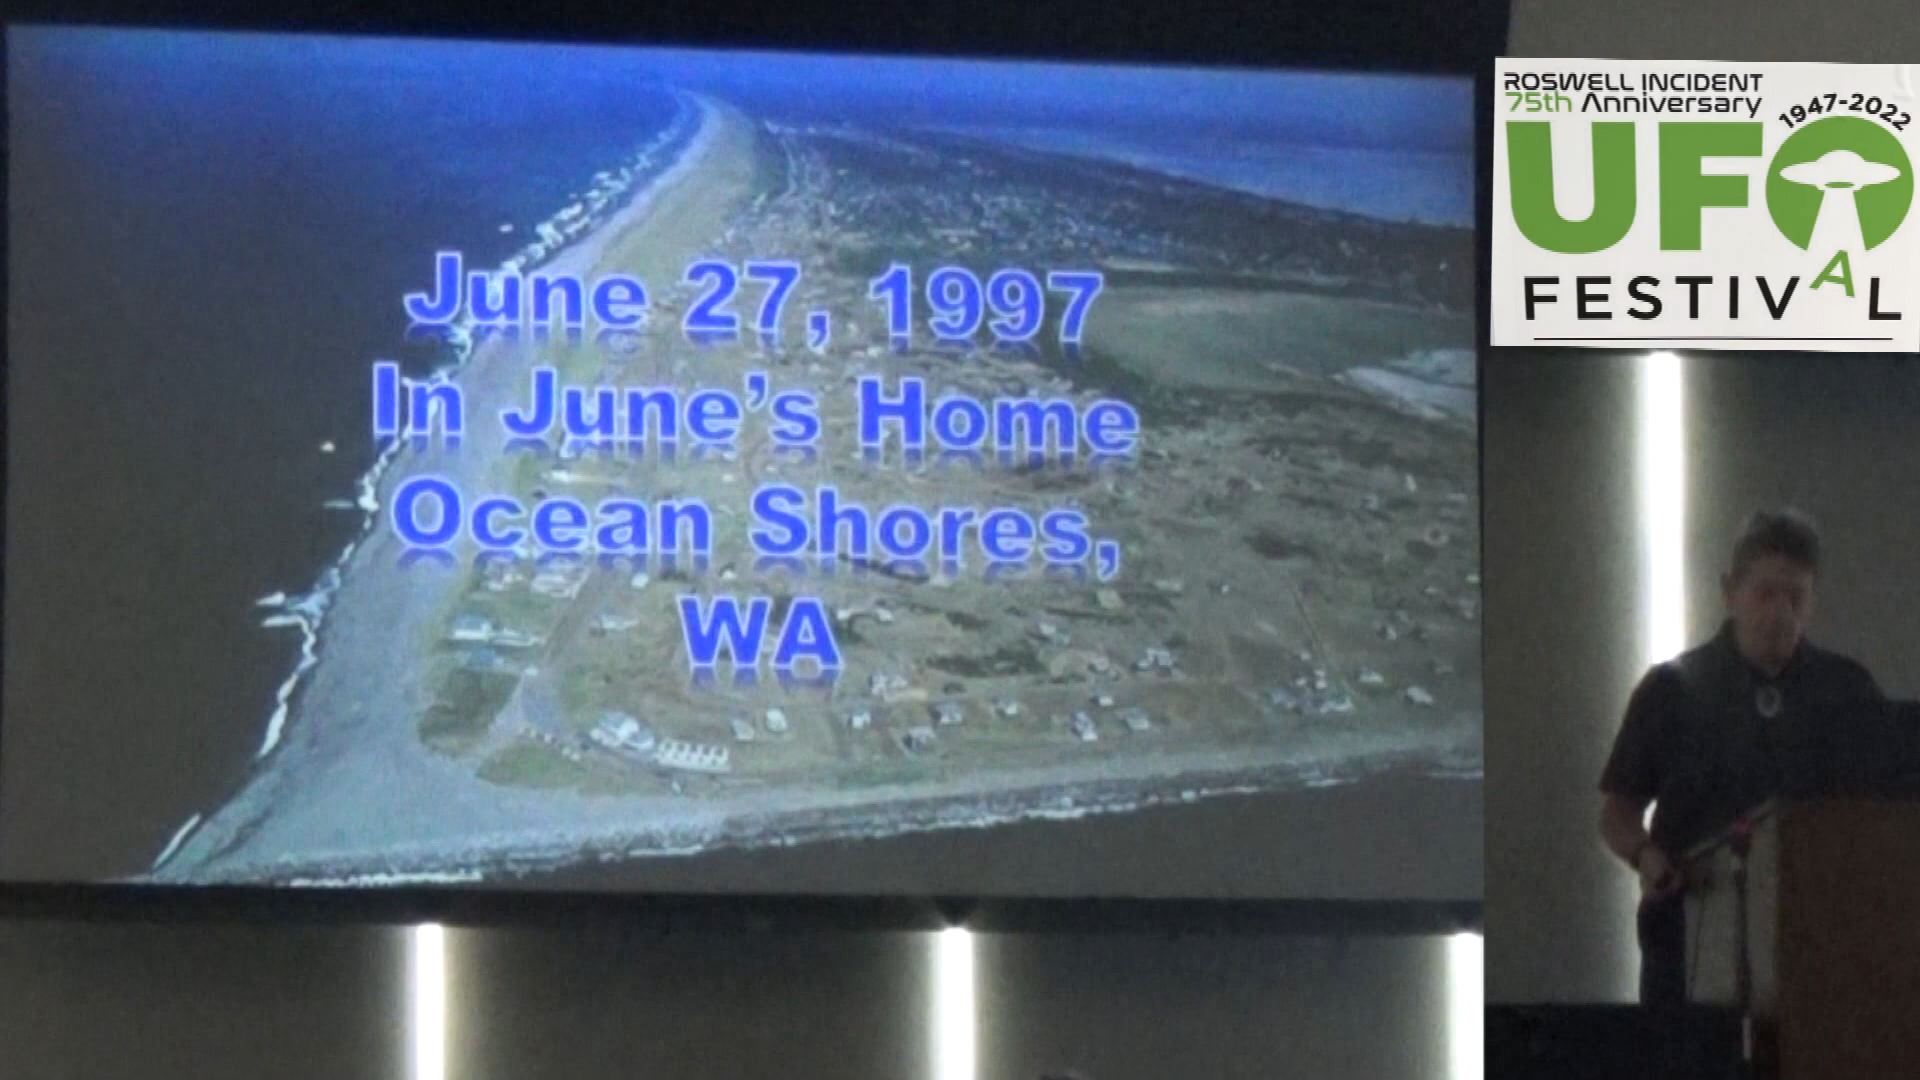 June 27, 1997
In June's Home
Ocean Shores,
WA
ROSWELL INCIDENT
75th Anniversary
1947-2022
UFO
FESTIVAL